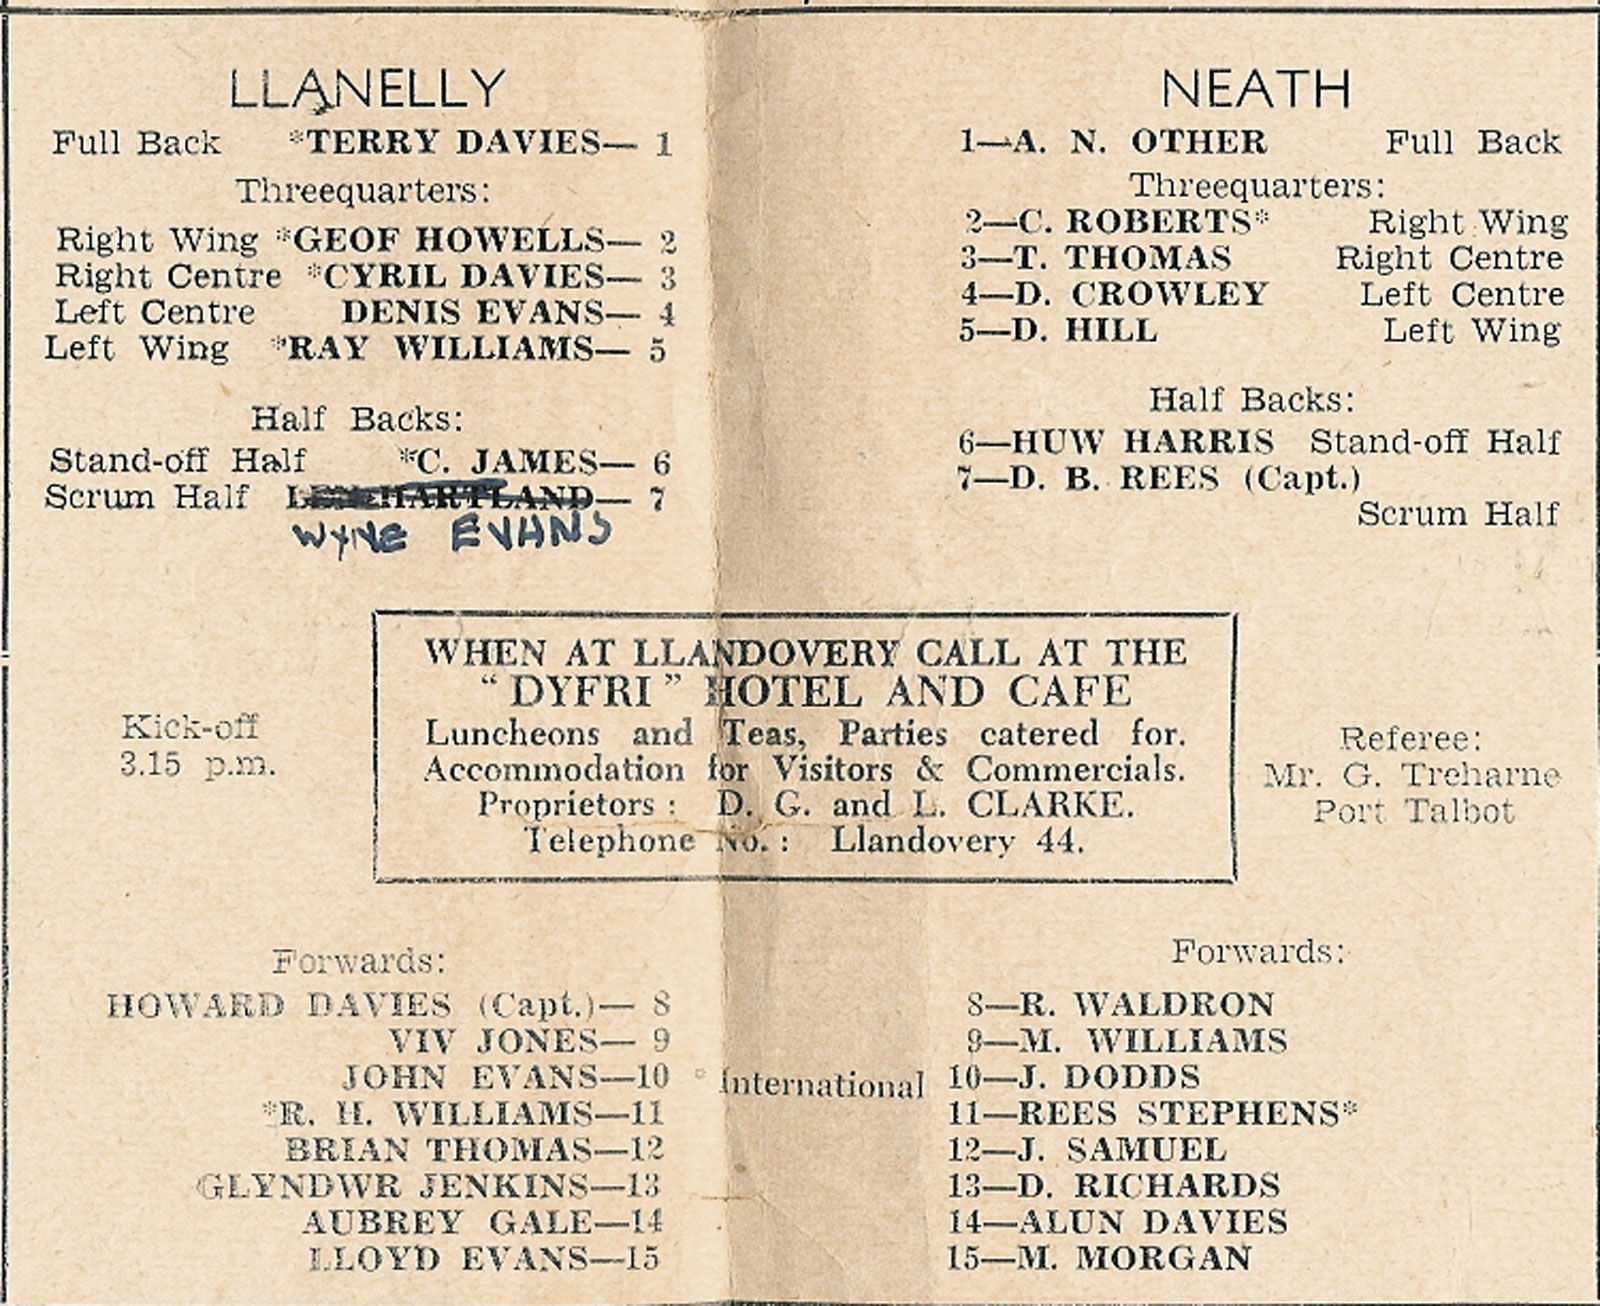 LLANELLY
Full Back *TERRY DAVIES— 1
Threequarters:
Right Wing *GEOF HOWELLS— 2
Right Centre *CYRIL DAVIES— 3
Left Centre DENIS EVANS— 4
Left Wing *RAY WILLIAMS— 5
Half Backs:
Stand-off Half *C. JAMES— 6
Scrum Half HARTLAND— 7
WYNE EVANS
NEATH
1—A. N. OTHER Full Back
Threequarters:
2—C. ROBERTS* Right Wing
3—T. THOMAS Right Centre
4—D. CROWLEY Left Centre
5—D. HILL Left Wing
Half Backs:
6—HUW HARRIS Stand-off Half
7—D. B. REES (Capt.)
Scrum Half
Kick-off
3.15 p.m.
WHEN AT LLANDOVERY CALL AT THE
“DYFRI” HOTEL AND CAFE
Luncheons and Teas, Parties catered for.
Accommodation for Visitors & Commercials.
Proprietors : D. G. and L. CLARKE.
Telephone No. : Llandovery 44.
Referee:
Mr. G. Treharne
Port Talbot
Forwards:
HOWARD DAVIES (Capt.)— 8
VIV JONES— 9
JOHN EVANS—10
*R. H. WILLIAMS—11
BRIAN THOMAS—12
GLYNDWR JENKINS—13
AUBREY GALE—14
LLOYD EVANS—15
* International
Forwards:
8—R. WALDRON
9—M. WILLIAMS
10—J. DODDS
11—REES STEPHENS*
12—J. SAMUEL
13—D. RICHARDS
14—ALUN DAVIES
15—M. MORGAN